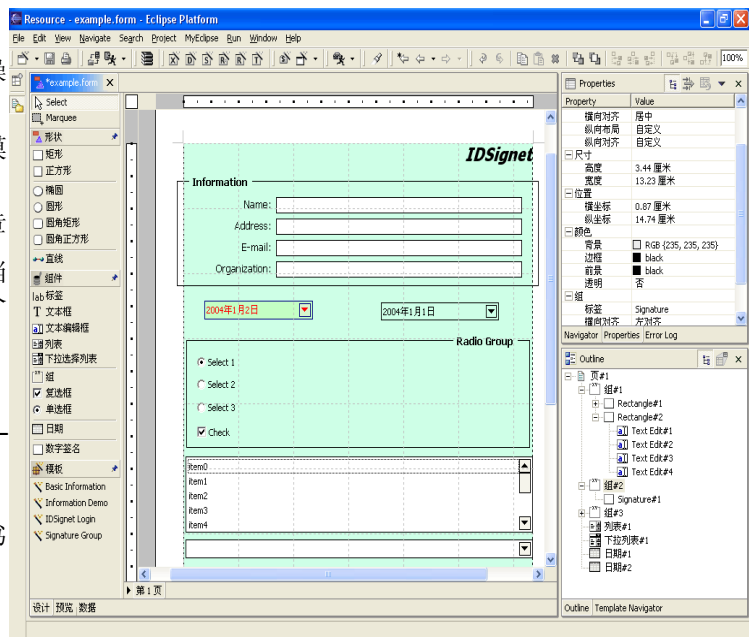 Resource - example.form - Eclipse Platform
File Edit View Navigate Search Project MyEclipse Run Window Help
100%
*example.form
Select
Marquee
形状
矩形
正方形
椭圆
圆形
圆角矩形
圆角正方形
直线
组件
lab 标签
T 文本框
a 文本编辑框
列表
下拉选择列表
组
复选框
单选框
日期
数字签名
模板
Basic Information
Information Demo
IDSignet Login
Signature Group
IDSignet
Information
Name:
Address:
E-mail:
Organization:
2004年1月2日
2004年1月1日
Radio Group
Select 1
Select 2
Select 3
Check
item0
item1
item2
item3
item4
第1页
设计 预览 数据
Properties
Property Value
横向对齐 居中
纵向布局 自定义
纵向对齐 自定义
尺寸
高度 3.44 厘米
宽度 13.23 厘米
位置
横坐标 0.87 厘米
纵坐标 14.74 厘米
颜色
背景 RGB {235, 235, 235}
边框 black
前景 black
透明 否
组
标签 Signature
横向对齐 左对齐
Navigator Properties Error Log
Outline
页#1
组#1
Rectangle#1
Rectangle#2
Text Edit#1
Text Edit#2
Text Edit#3
Text Edit#4
组#2
Signature#1
组#3
列表#1
下拉列表#1
日期#1
日期#2
Outline Template Navigator